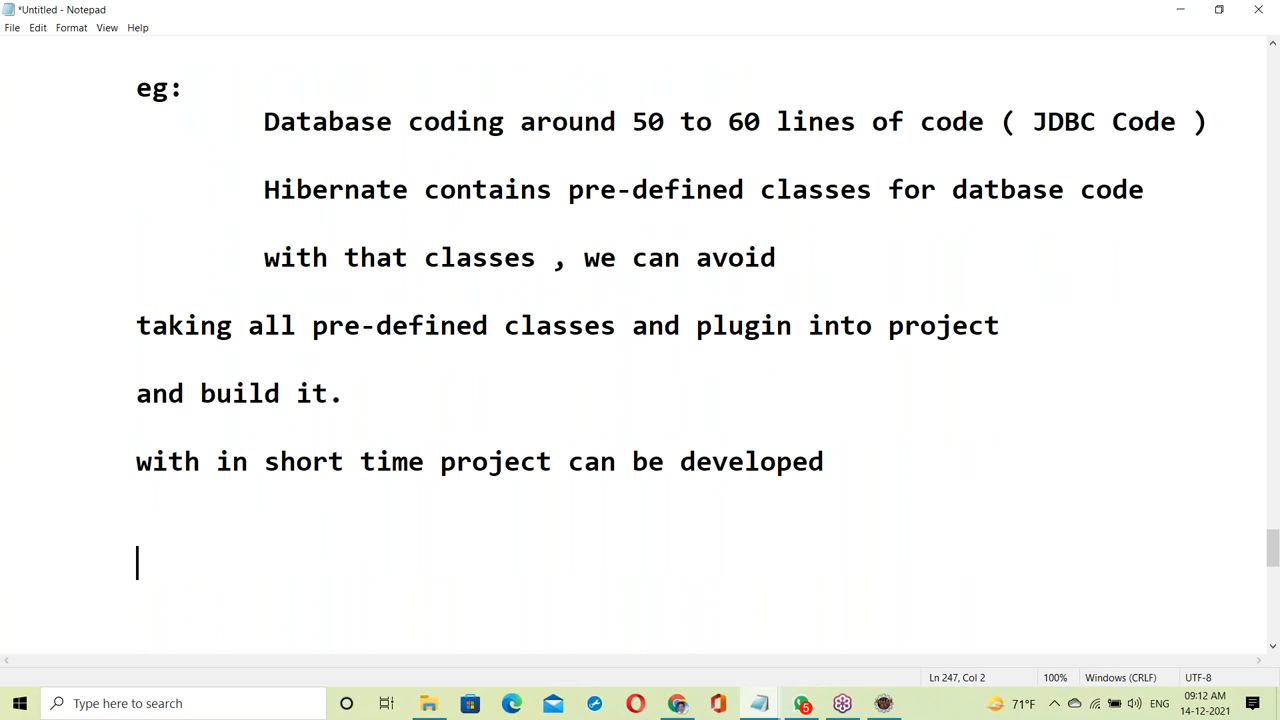 *Untitled - Notepad
File Edit Format View Help
eg:
Database coding around 50 to 60 lines of code ( JDBC Code )
Hibernate contains pre-defined classes for datbase code
with that classes , we can avoid
taking all pre-defined classes and plugin into project
and build it.
with in short time project can be developed
Ln 247, Col 2 100% Windows (CRLF) UTF-8
Type here to search 5 71°F ENG 09:12 AM
14-12-2021